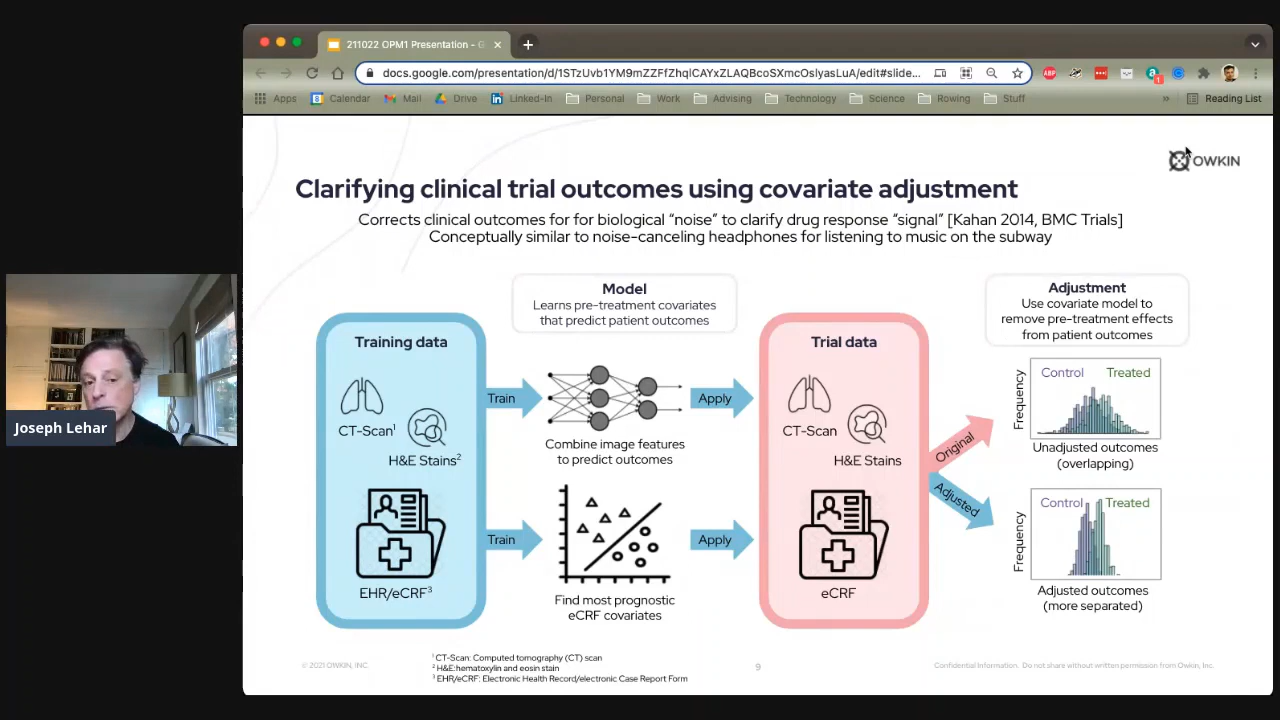 211022 OPM1 Presentation - G
docs.google.com/presentation/d/1STzUvb1YM9mZZFfZhqlCAYxZLAQBcoSXmcOslyasLuA/edit#slide...
Apps
Calendar
Mail
Drive
Linked-In
Personal
Work
Advising
Technology
Science
Rowing
Stuff
»
Reading List
OWKIN
Clarifying clinical trial outcomes using covariate adjustment
Corrects clinical outcomes for for biological “noise” to clarify drug response “signal” [Kahan 2014, BMC Trials]
Conceptually similar to noise-canceling headphones for listening to music on the subway
Model
Learns pre-treatment covariates
that predict patient outcomes
Adjustment
Use covariate model to
remove pre-treatment effects
from patient outcomes
Training data
CT-Scan¹
H&E Stains²
EHR/eCRF³
Train
Train
Combine image features
to predict outcomes
Find most prognostic
eCRF covariates
Apply
Apply
Trial data
CT-Scan
H&E Stains
eCRF
Original
Adjusted
Control Treated
Frequency
Unadjusted outcomes
(overlapping)
Control Treated
Frequency
Adjusted outcomes
(more separated)
Joseph Lehar
© 2021 OWKIN, INC.
¹ CT-Scan: Computed tomography (CT) scan
² H&E:hematoxylin and eosin stain
³ EHR/eCRF: Electronic Health Record/electronic Case Report Form
9
Confidential Information. Do not share without written permission from Owkin, Inc.